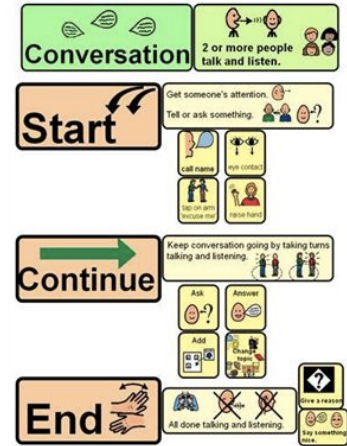 Conversation
2 or more people
talk and listen.
Start
Get someone's attention.
Tell or ask something.
call name
eye contact
tap on arm
"excuse me"
raise hand
Continue
Keep conversation going by taking turns
talking and listening.
Ask
Answer
Add
Change
topic
End
All done talking and listening.
Give a reason
Say something
nice.